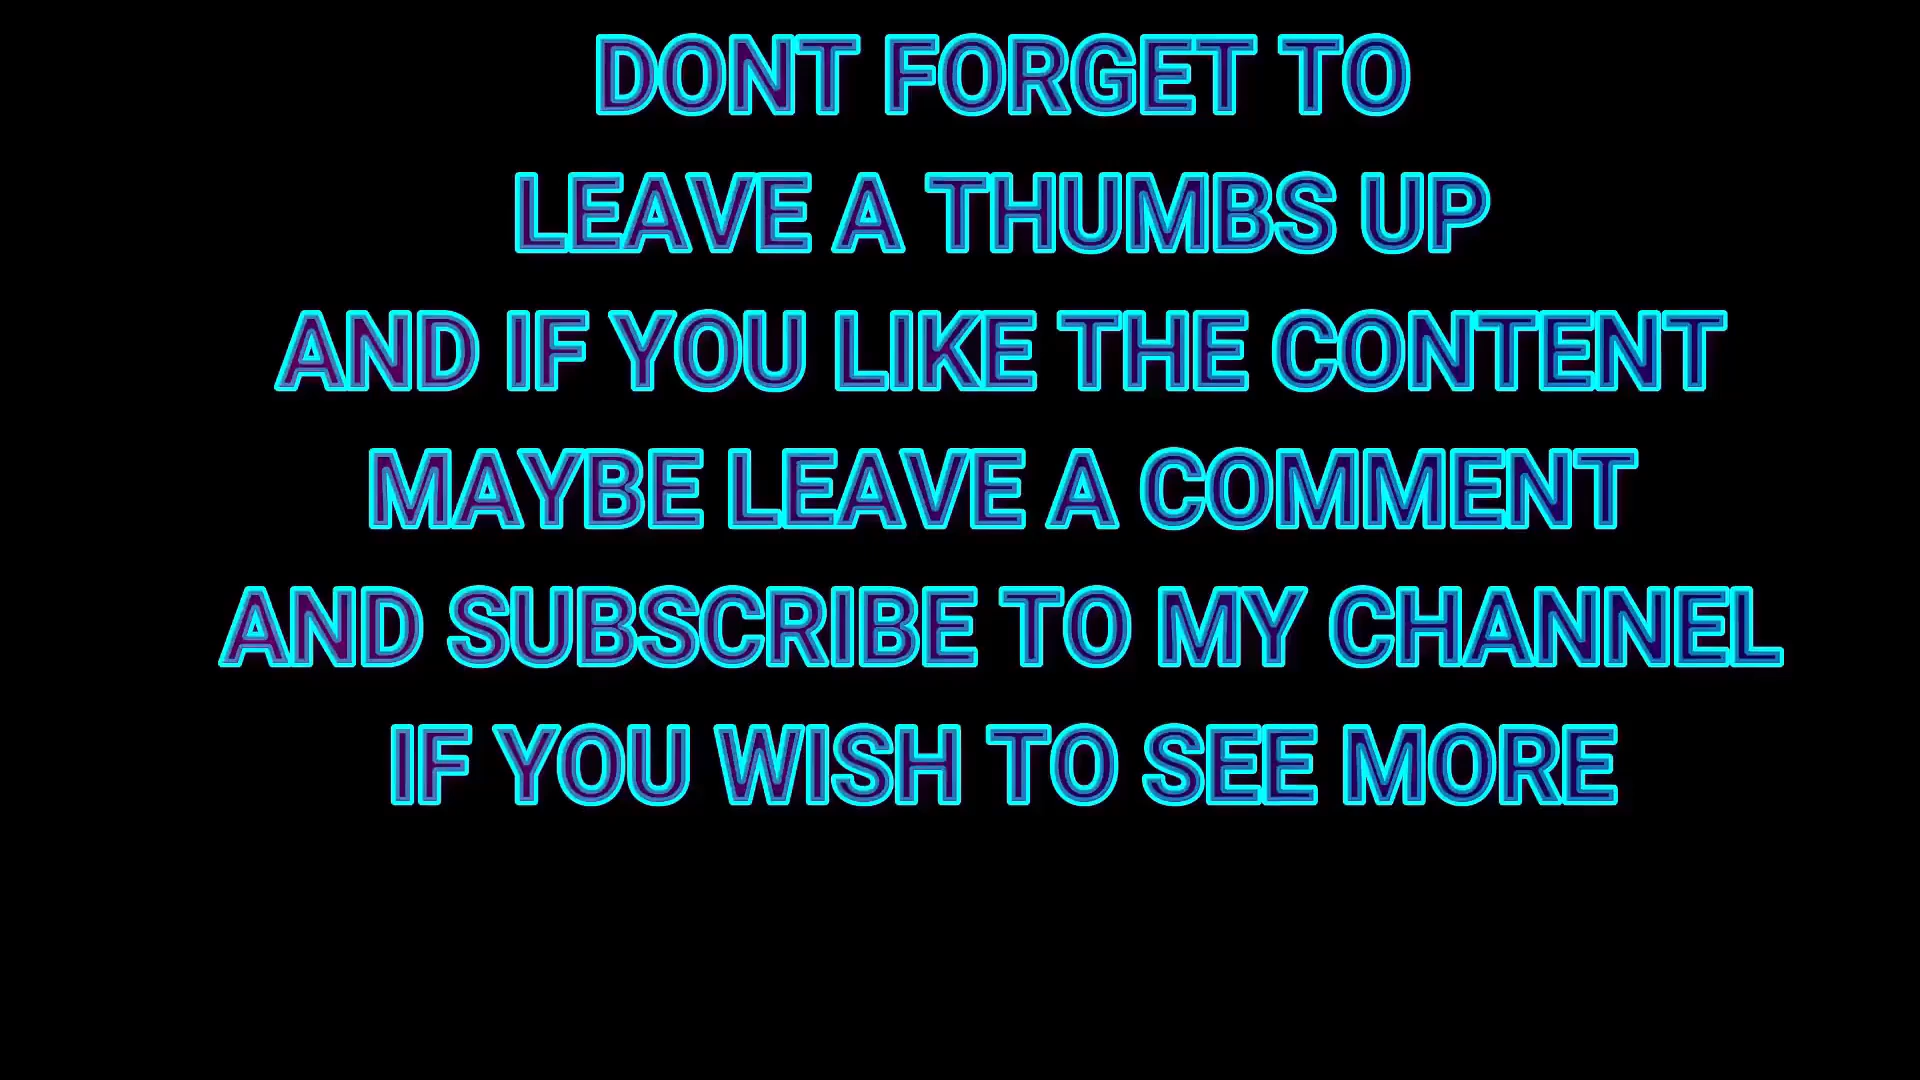 DONT FORGET TO
LEAVE A THUMBS UP
AND IF YOU LIKE THE CONTENT
MAYBE LEAVE A COMMENT
AND SUBSCRIBE TO MY CHANNEL
IF YOU WISH TO SEE MORE